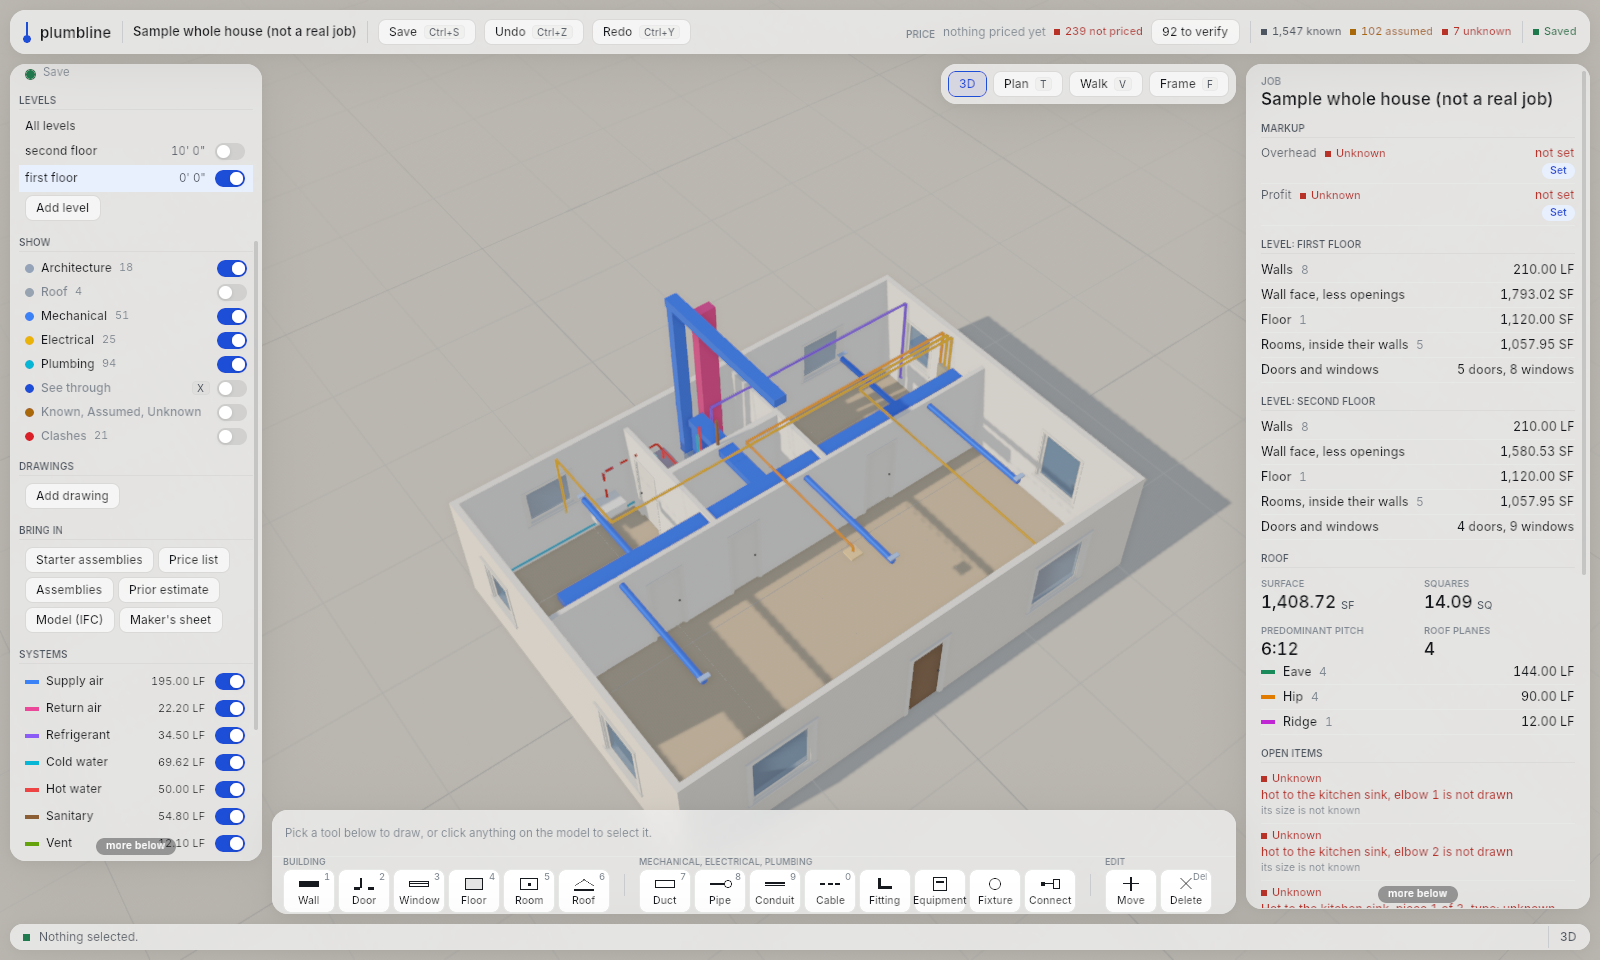 plumbline
Sample whole house (not a real job)
Save Ctrl+S
Undo Ctrl+Z
Redo Ctrl+Y
PRICE nothing priced yet
239 not priced
92 to verify
1,547 known
102 assumed
7 unknown
Saved
Save
LEVELS
All levels
second floor 10' 0"
first floor 0' 0"
Add level
SHOW
Architecture 18
Roof 4
Mechanical 51
Electrical 25
Plumbing 94
See through X
Known, Assumed, Unknown
Clashes 21
DRAWINGS
Add drawing
BRING IN
Starter assemblies Price list
Assemblies Prior estimate
Model (IFC) Maker's sheet
SYSTEMS
Supply air 195.00 LF
Return air 22.20 LF
Refrigerant 34.50 LF
Cold water 69.62 LF
Hot water 50.00 LF
Sanitary 54.80 LF
Vent .10 LF
more below
3D
Plan T
Walk V
Frame F
Pick a tool below to draw, or click anything on the model to select it.
BUILDING
Wall 1
Door 2
Window 3
Floor 4
Room 5
Roof 6
MECHANICAL, ELECTRICAL, PLUMBING
Duct 7
Pipe 8
Conduit 9
Cable 0
Fitting
Equipment
Fixture
Connect
EDIT
Move
Delete Del
JOB
Sample whole house (not a real job)
MARKUP
Overhead Unknown not set
Set
Profit Unknown not set
Set
LEVEL: FIRST FLOOR
Walls 8 210.00 LF
Wall face, less openings 1,793.02 SF
Floor 1 1,120.00 SF
Rooms, inside their walls 5 1,057.95 SF
Doors and windows 5 doors, 8 windows
LEVEL: SECOND FLOOR
Walls 8 210.00 LF
Wall face, less openings 1,580.53 SF
Floor 1 1,120.00 SF
Rooms, inside their walls 5 1,057.95 SF
Doors and windows 4 doors, 9 windows
ROOF
SURFACE SQUARES
1,408.72 SF 14.09 SQ
PREDOMINANT PITCH ROOF PLANES
6:12 4
Eave 4 144.00 LF
Hip 4 90.00 LF
Ridge 1 12.00 LF
OPEN ITEMS
Unknown
hot to the kitchen sink, elbow 1 is not drawn
its size is not known
Unknown
hot to the kitchen sink, elbow 2 is not drawn
its size is not known
Unknown
more below
Hot to the kitchen sink, piece 1 of 3, type: unknown
Nothing selected.
3D